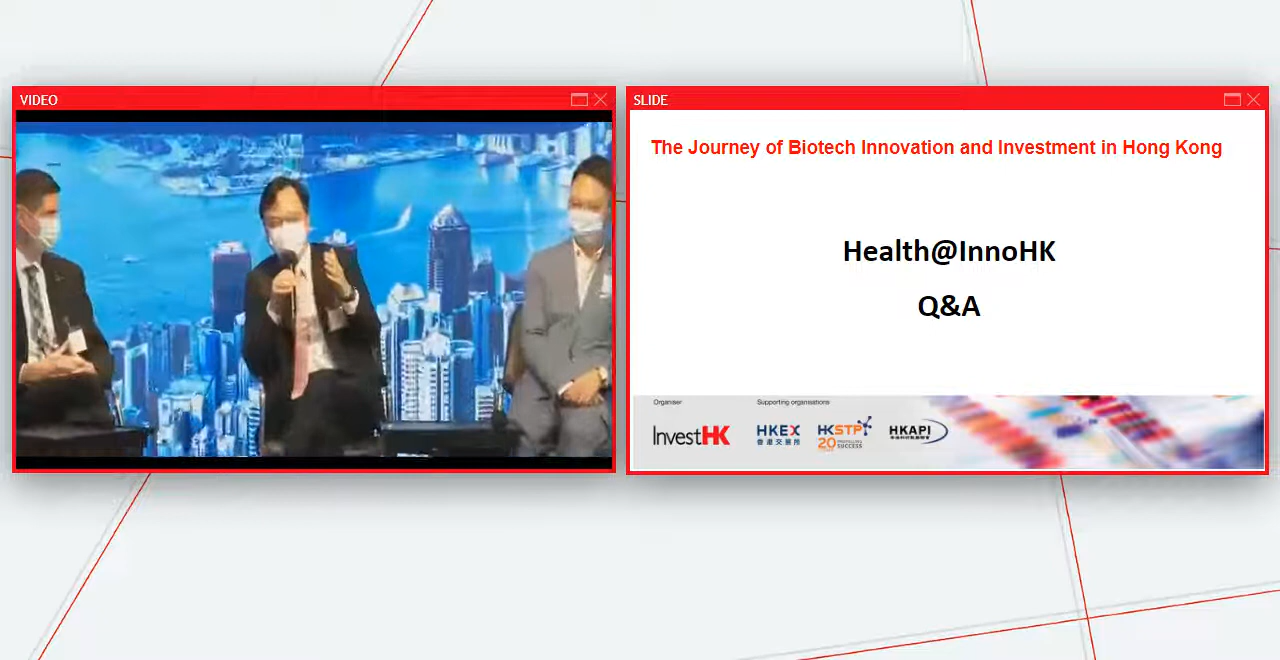 VIDEO
SLIDE
The Journey of Biotech Innovation and Investment in Hong Kong
Health@InnoHK
Q&A
Organiser
Supporting organisations
InvestHK
HKEX
香港交易所
HKSTP
20
SUCCESS
HKAPI